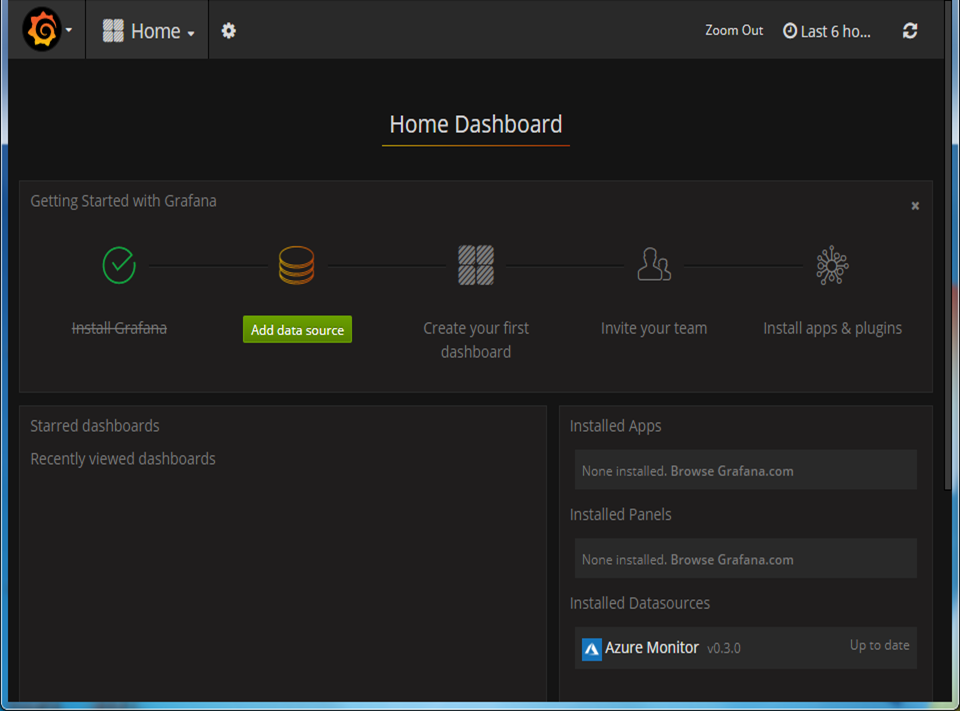 Home
Zoom Out
Last 6 ho...
Home Dashboard
Getting Started with Grafana
×
Install Grafana
Add data source
Create your first
dashboard
Invite your team
Install apps & plugins
Starred dashboards
Recently viewed dashboards
Installed Apps
None installed. Browse Grafana.com
Installed Panels
None installed. Browse Grafana.com
Installed Datasources
Azure Monitor v0.3.0
Up to date